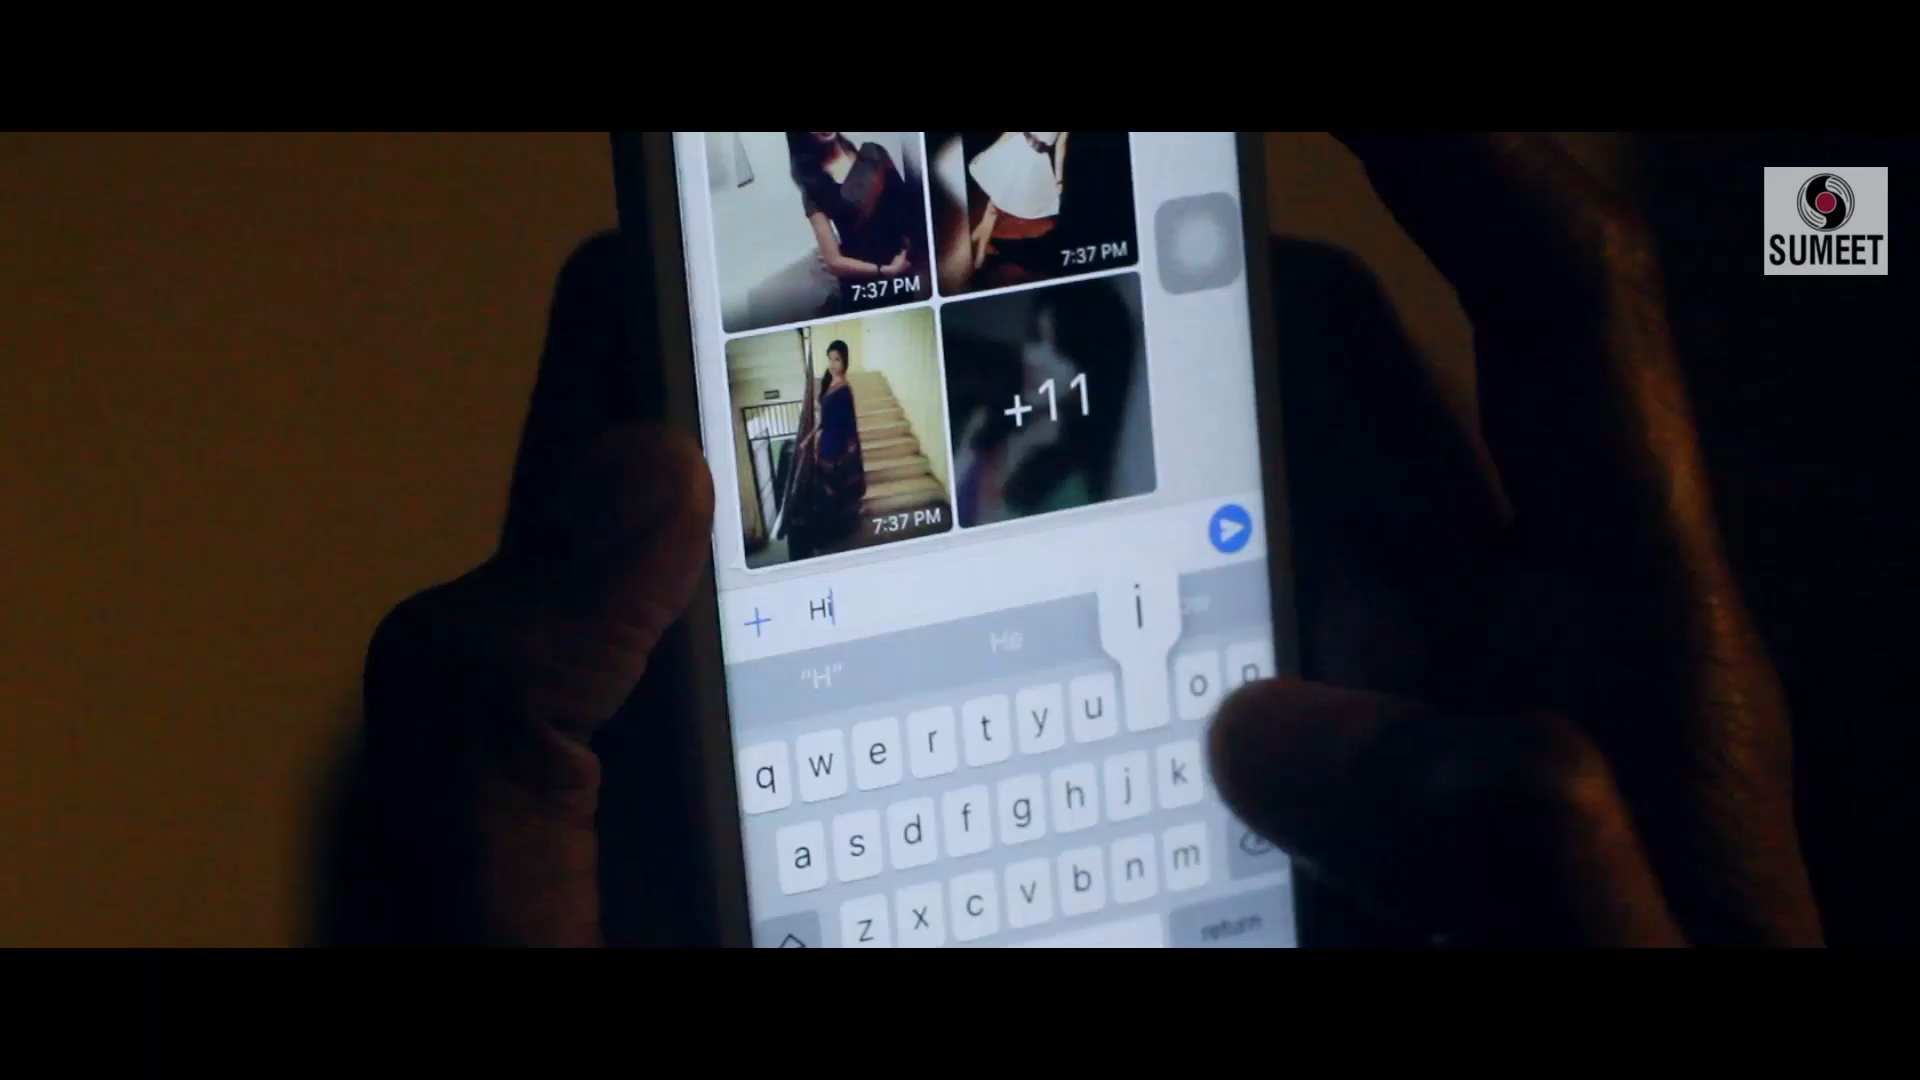 7:37 PM
7:37 PM
+11
7:37 PM
Hi
"H"
He
i
q w e r t y u o p
a s d f g h j k
z x c v b n m
return
SUMEET